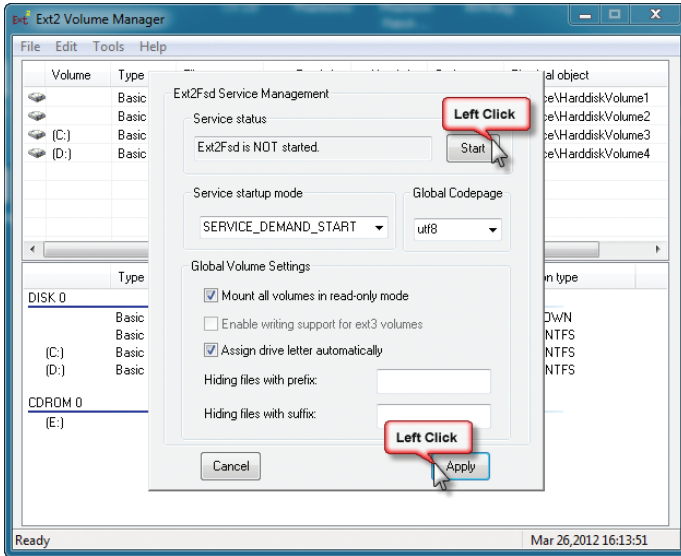 Ext2 Ext2 Volume Manager
File Edit Tools Help
Volume Type al object
Basic ce\HarddiskVolume1
Basic ce\HarddiskVolume2
(C:) Basic ce\HarddiskVolume3
(D:) Basic ce\HarddiskVolume4
Ext2Fsd Service Management
Service status
Left Click
Ext2Fsd is NOT started.
Start
Service startup mode
Global Codepage
SERVICE_DEMAND_START
utf8
Global Volume Settings
Mount all volumes in read-only mode
Enable writing support for ext3 volumes
Assign drive letter automatically
Hiding files with prefix:
Hiding files with suffix:
Left Click
Cancel
Apply
Type n type
DISK 0
Basic OWN
Basic NTFS
(C:) Basic NTFS
(D:) Basic
CDROM 0
(E:)
Ready
Mar 26,2012 16:13:51